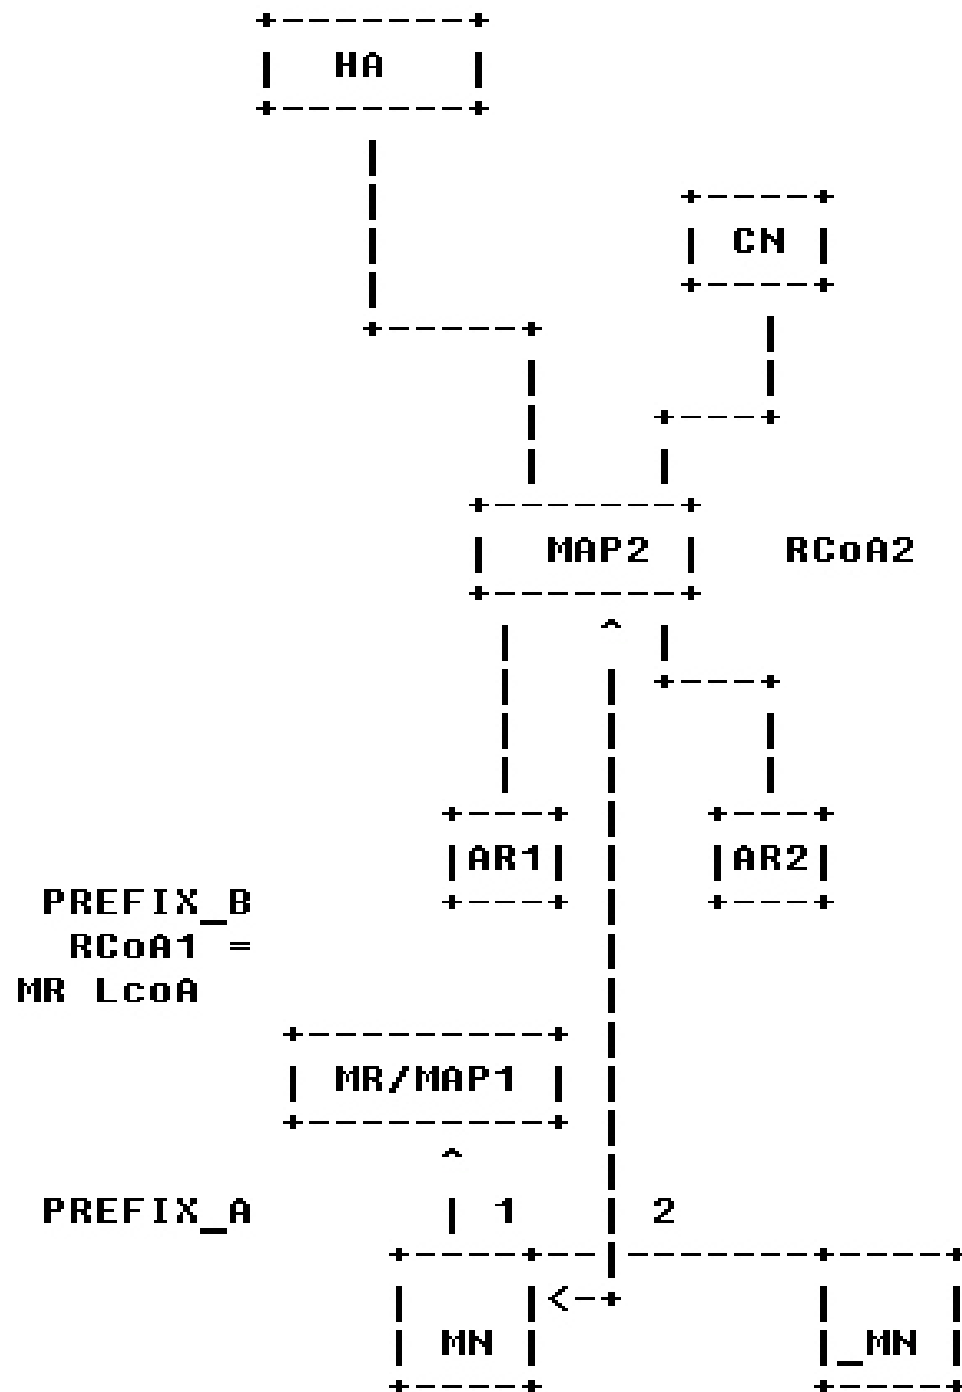 HA
CN
MAP2 RCoA2
AR1 AR2
PREFIX_B
RCoA1 =
MR LcoA
MR/MAP1
PREFIX_A 1 2
MN _MN